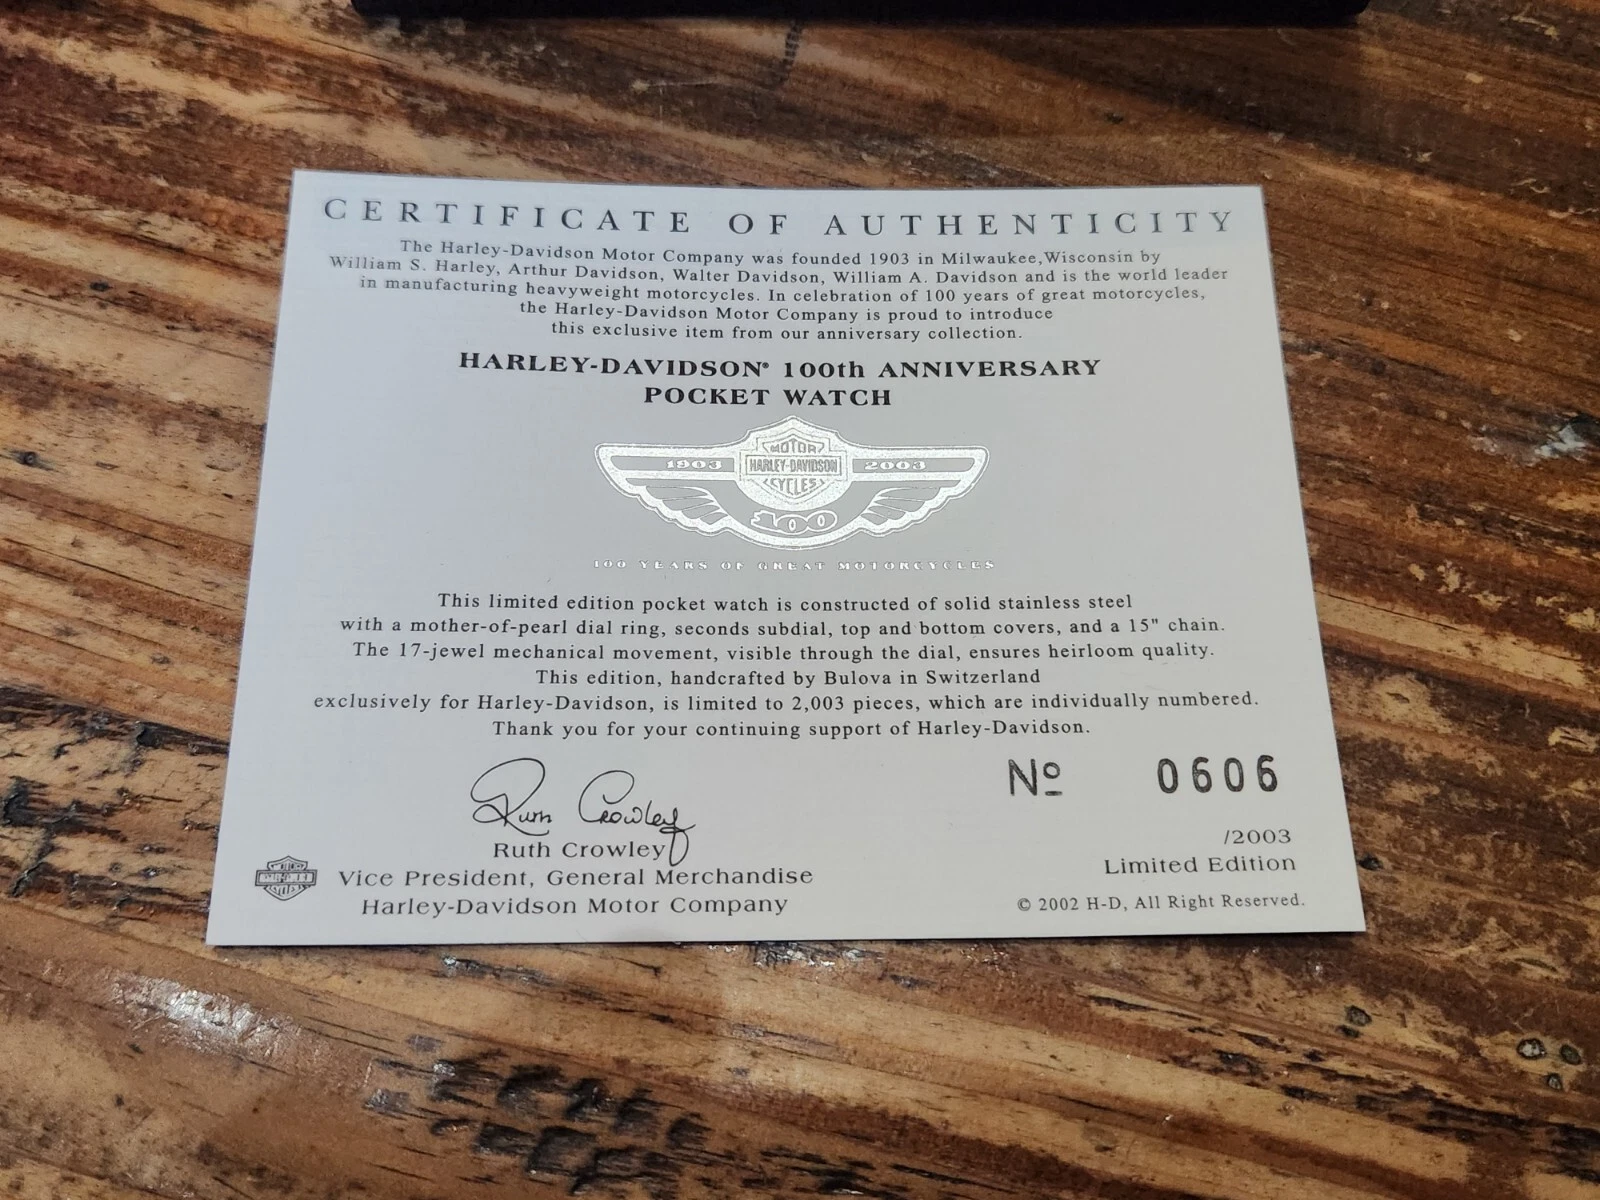 CERTIFICATE OF AUTHENTICITY
The Harley-Davidson Motor Company was founded 1903 in Milwaukee, Wisconsin by
William S. Harley, Arthur Davidson, Walter Davidson, William A. Davidson and is the world leader
in manufacturing heavyweight motorcycles. In celebration of 100 years of great motorcycles,
the Harley-Davidson Motor Company is proud to introduce
this exclusive item from our anniversary collection.
HARLEY-DAVIDSON® 100th ANNIVERSARY
POCKET WATCH
MOTOR
1903 HARLEY-DAVIDSON 2003
CYCLES
100
100 YEARS OF GREAT MOTORCYCLES
This limited edition pocket watch is constructed of solid stainless steel
with a mother-of-pearl dial ring, seconds subdial, top and bottom covers, and a 15" chain.
The 17-jewel mechanical movement, visible through the dial, ensures heirloom quality.
This edition, handcrafted by Bulova in Switzerland
exclusively for Harley-Davidson, is limited to 2,003 pieces, which are individually numbered.
Thank you for your continuing support of Harley-Davidson.
Nº 0606
Ruth Crowley
/2003
Ruth Crowley
Limited Edition
Vice President, General Merchandise
Harley-Davidson Motor Company
© 2002 H-D, All Right Reserved.